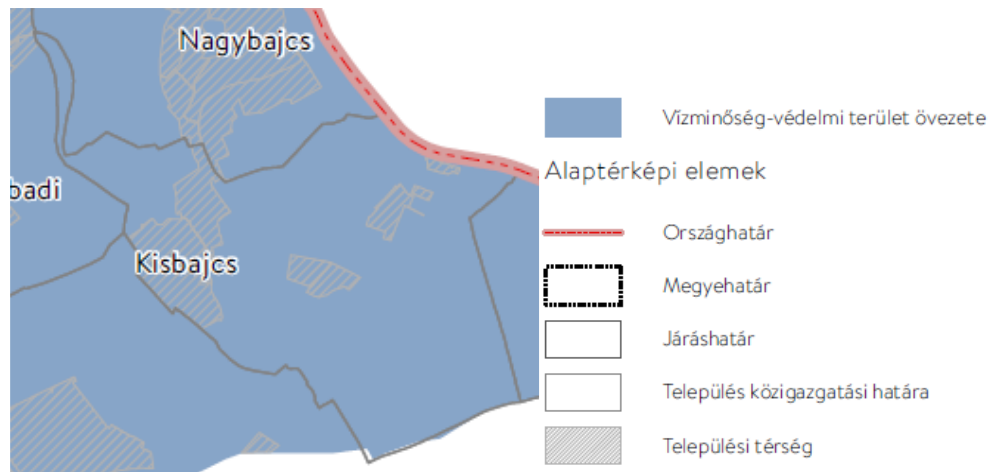 Nagybajcs
badi
Kisbajcs
Vízminőség-védelmi terület övezete
Alaptérképi elemek
Országhatár
Megyehatár
Járáshatár
Település közigazgatási határa
Települési térség